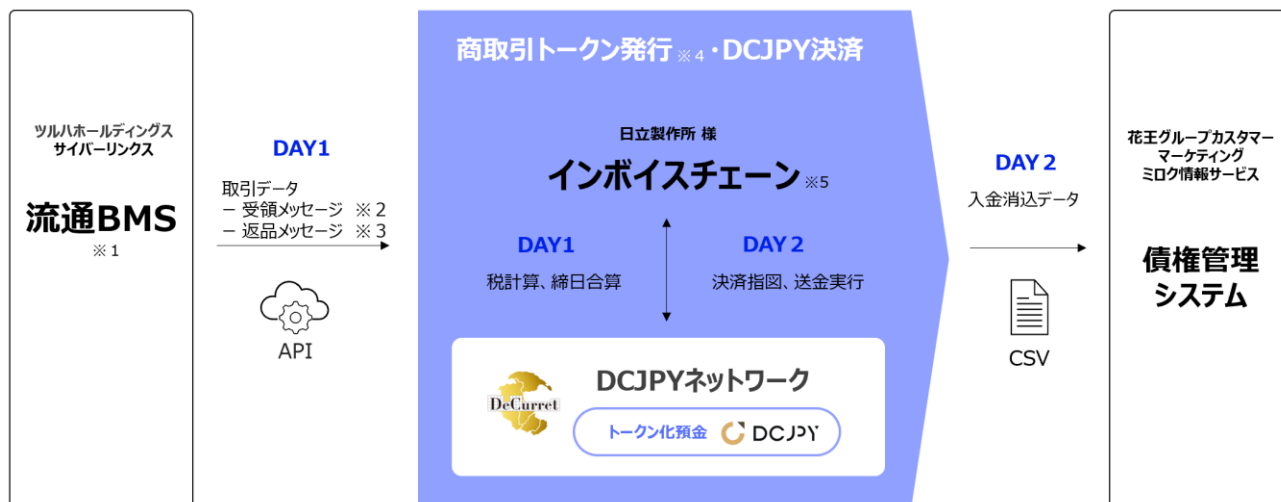 ツルハホールディングス
サイバーリンクス
流通BMS
※1
DAY1
取引データ
− 受領メッセージ ※2
− 返品メッセージ ※3
API
商取引トークン発行※4・DCJPY決済
日立製作所 様
インボイスチェーン※5
DAY1
税計算、締日合算
DAY2
決済指図、送金実行
DCJPYネットワーク
DeCurret
トークン化預金 DCJPY
DAY2
入金消込データ
CSV
花王グループカスタマー
マーケティング
ミロク情報サービス
債権管理
システム